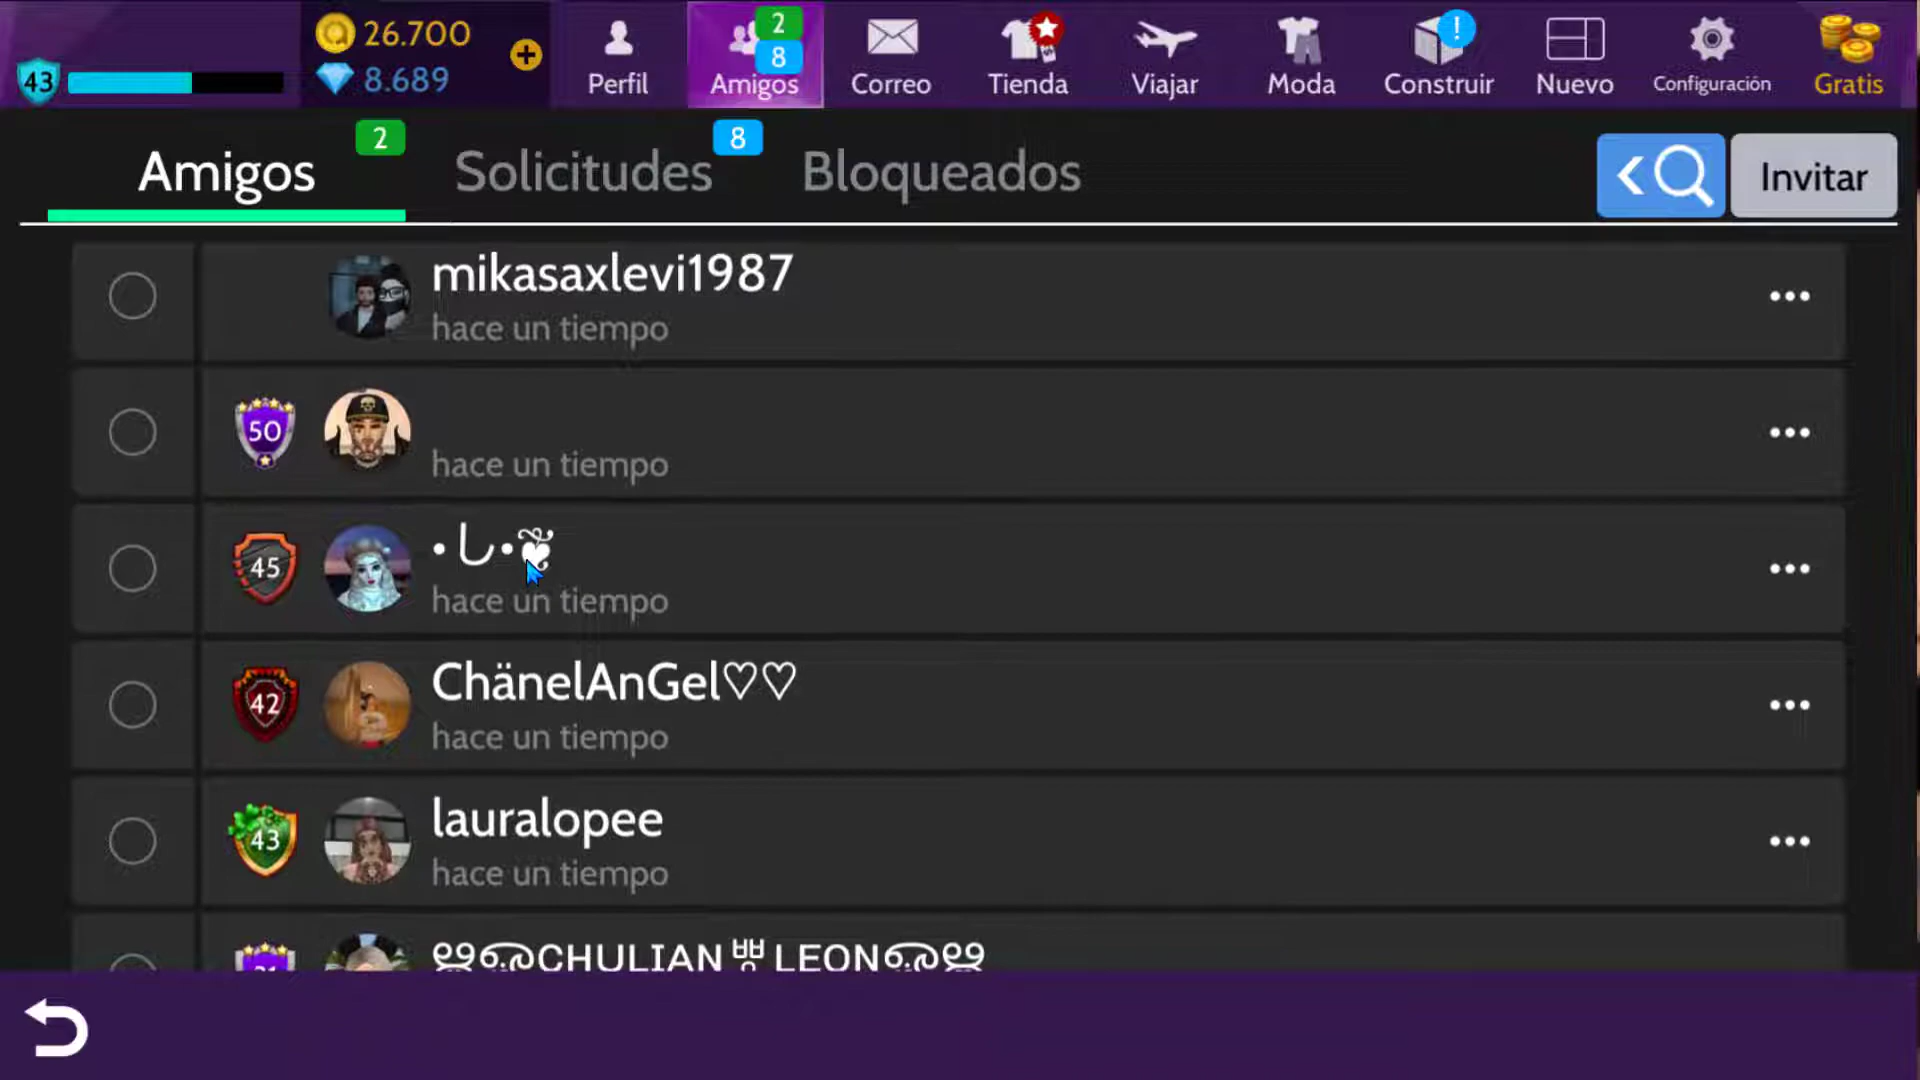 43
26.700
8.689
Perfil
2
8
Amigos
Correo
Tienda
Viajar
Moda
!
Construir
Nuevo
Configuración
Gratis
Amigos 2
Solicitudes 8
Bloqueados
Invitar
mikasaxlevi1987
hace un tiempo
50
hace un tiempo
45
•し•❦
hace un tiempo
42
ChänelAnGel♡♡
hace un tiempo
43
lauralopee
hace un tiempo
CHULIAN LEON